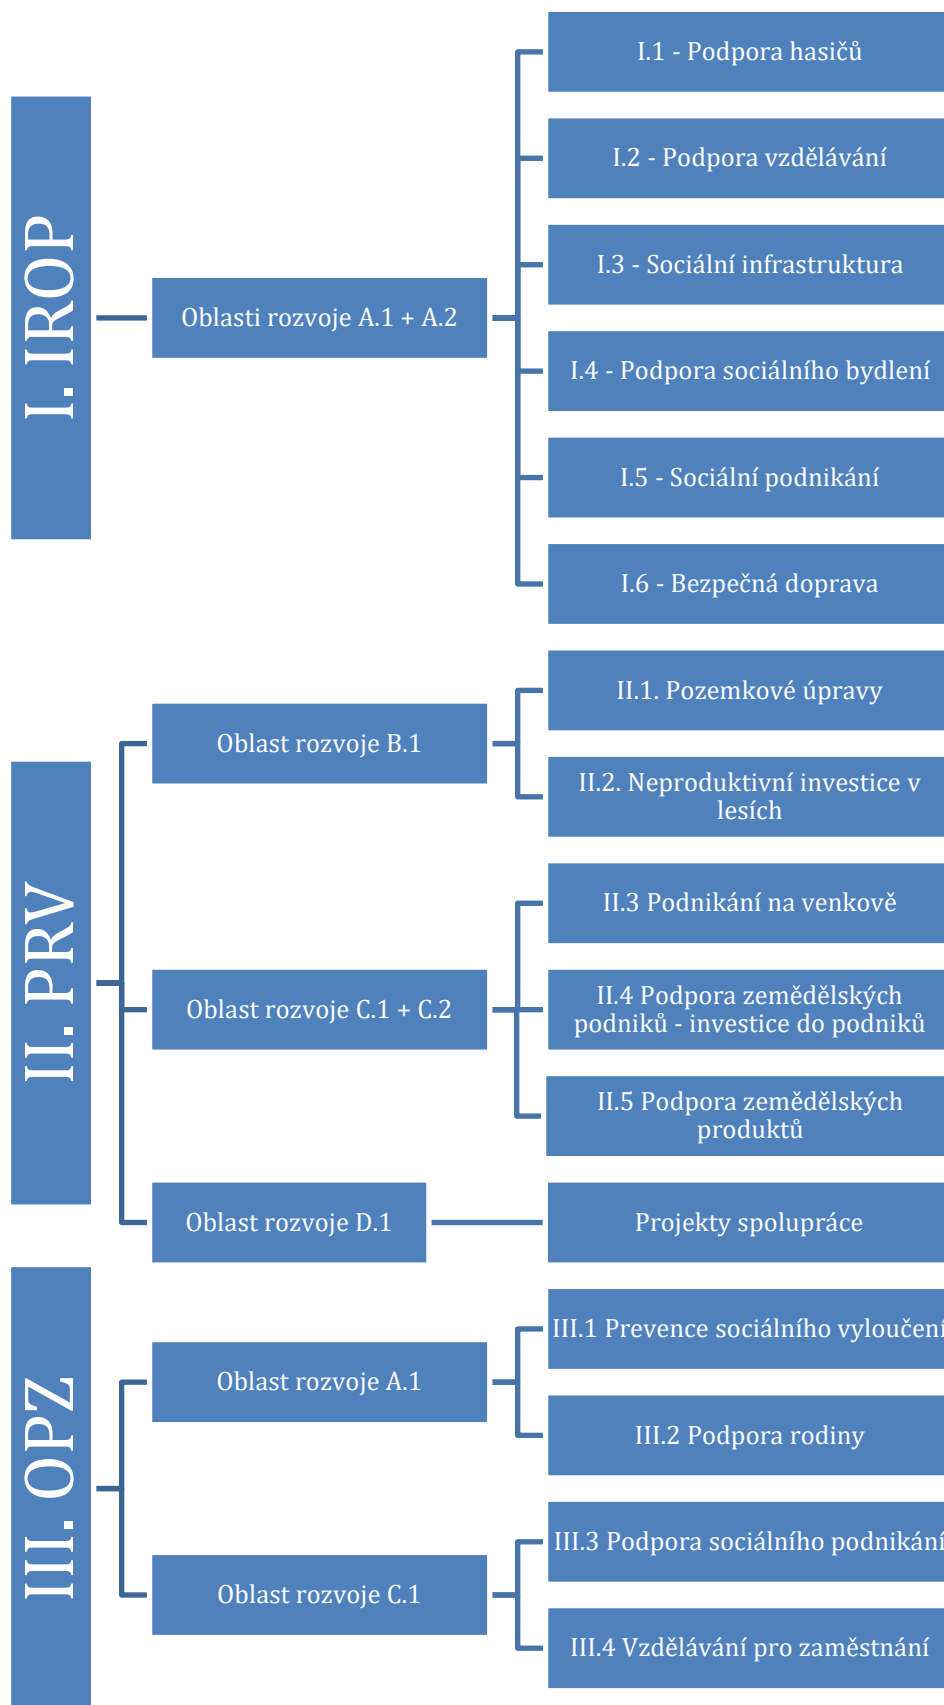 I. IROP
Oblasti rozvoje A.1 + A.2
I.1 - Podpora hasičů
I.2 - Podpora vzdělávání
I.3 - Sociální infrastruktura
I.4 - Podpora sociálního bydlení
I.5 - Sociální podnikání
I.6 - Bezpečná doprava
II. PRV
Oblast rozvoje B.1
II.1. Pozemkové úpravy
II.2. Neproduktivní investice v
lesích
Oblast rozvoje C.1 + C.2
II.3 Podnikání na venkově
II.4 Podpora zemědělských
podniků - investice do podniků
II.5 Podpora zemědělských
produktů
Oblast rozvoje D.1
Projekty spolupráce
III. OPZ
Oblast rozvoje A.1
III.1 Prevence sociálního vyloučení
III.2 Podpora rodiny
Oblast rozvoje C.1
III.3 Podpora sociálního podnikání
III.4 Vzdělávání pro zaměstnání